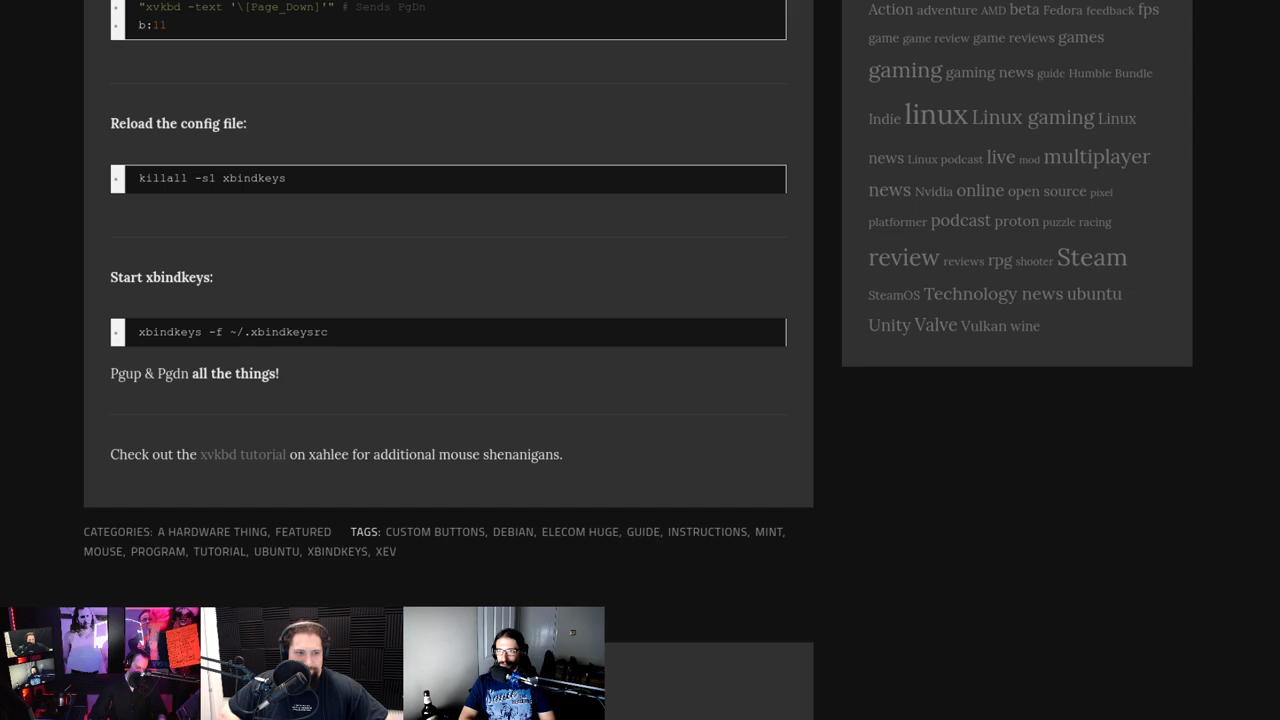 "xvkbd -text '\[Page_Down]'" # Sends PgDn
b:11
Reload the config file:
killall -s1 xbindkeys
Start xbindkeys:
xbindkeys -f ~/.xbindkeysrc
Pgup & Pgdn all the things!
Check out the xvkbd tutorial on xahlee for additional mouse shenanigans.
CATEGORIES: A HARDWARE THING, FEATURED TAGS: CUSTOM BUTTONS, DEBIAN, ELECOM HUGE, GUIDE, INSTRUCTIONS, MINT,
MOUSE, PROGRAM, TUTORIAL, UBUNTU, XBINDKEYS, XEV
Action adventure AMD beta Fedora feedback fps
game game review game reviews games
gaming gaming news guide Humble Bundle
Indie linux Linux gaming Linux
news Linux podcast live mod multiplayer
news Nvidia online open source pixel
platformer podcast proton puzzle racing
review reviews rpg shooter Steam
SteamOS Technology news ubuntu
Unity Valve Vulkan wine